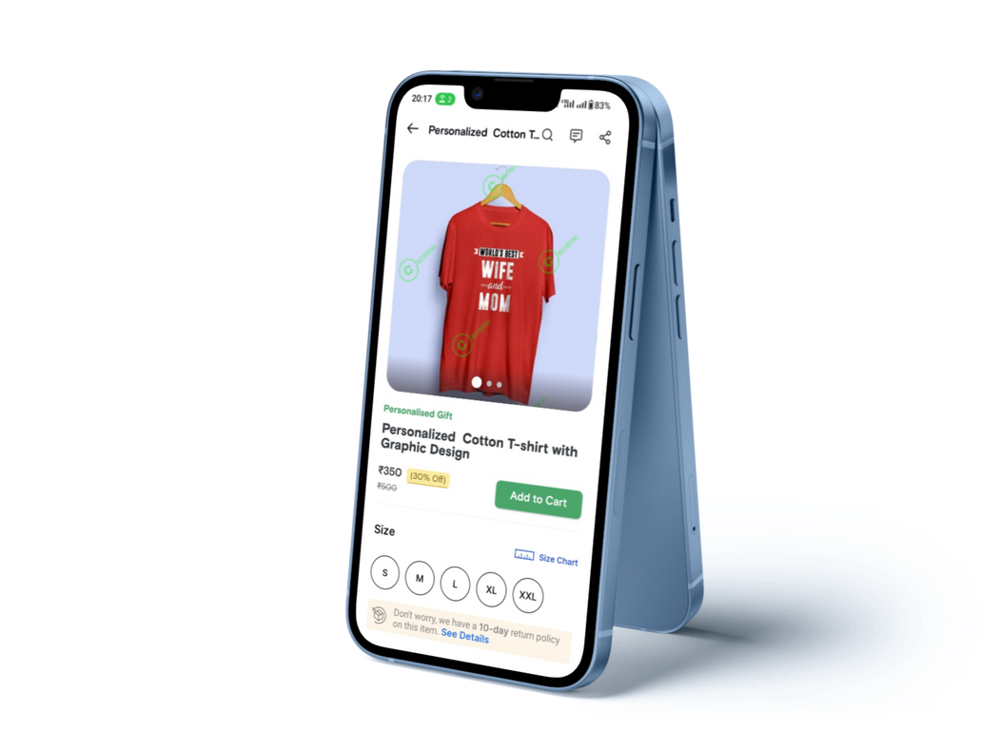 20:17 2 83%
Personalized Cotton T...
WORLD'S BEST
WIFE
and
MOM
Personalised Gift
Personalized Cotton T-shirt with
Graphic Design
₹350 (30% Off)
₹500
Add to Cart
Size
Size Chart
S M L XL XXL
Don't worry, we have a 10-day return policy
on this item. See Details